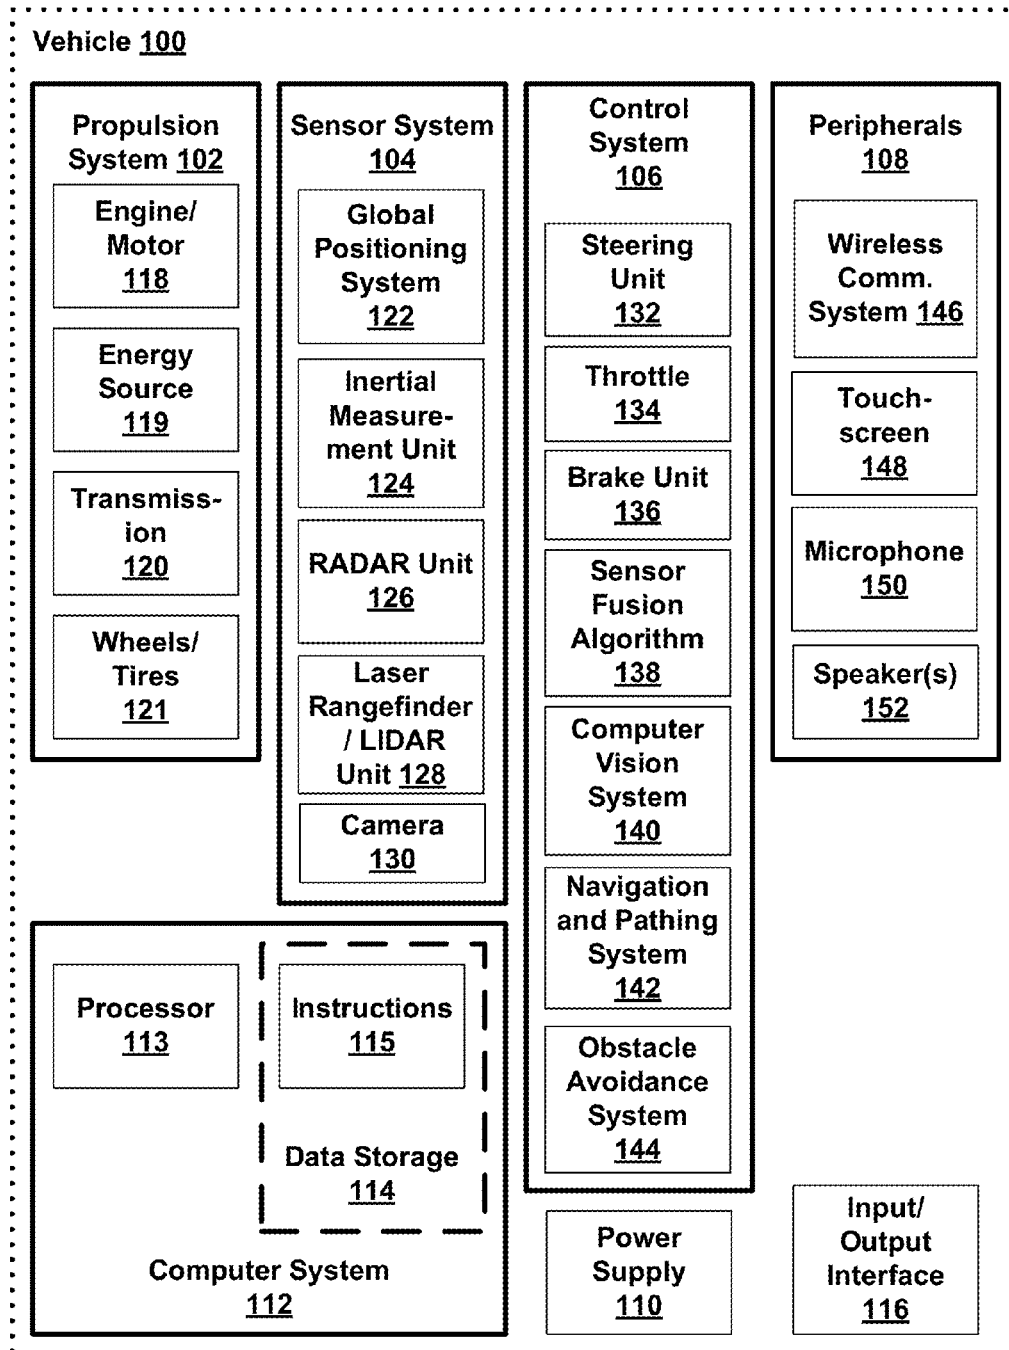 Vehicle 100
Propulsion
System 102
Engine/
Motor
118
Energy
Source
119
Transmiss-
ion
120
Wheels/
Tires
121
Sensor System
104
Global
Positioning
System
122
Inertial
Measure-
ment Unit
124
RADAR Unit
126
Laser
Rangefinder
/ LIDAR
Unit 128
Camera
130
Control
System
106
Steering
Unit
132
Throttle
134
Brake Unit
136
Sensor
Fusion
Algorithm
138
Computer
Vision
System
140
Navigation
and Pathing
System
142
Obstacle
Avoidance
System
144
Peripherals
108
Wireless
Comm.
System 146
Touch-
screen
148
Microphone
150
Speaker(s)
152
Processor
113
Instructions
115
Data Storage
114
Computer System
112
Power
Supply
110
Input/
Output
Interface
116